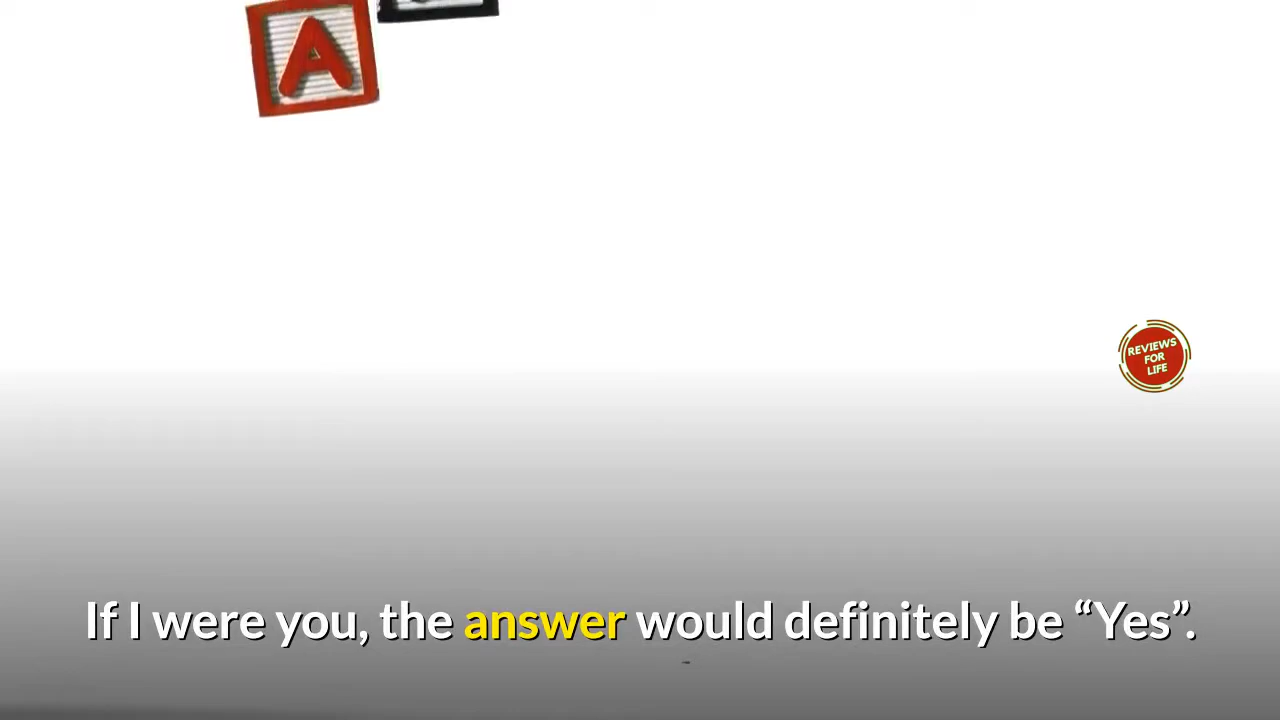 A
REVIEWS
FOR
LIFE
If I were you, the answer would definitely be “Yes”.